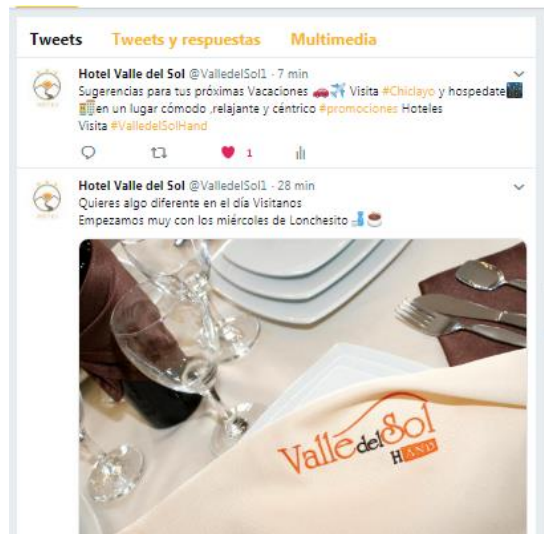 Tweets Tweets y respuestas Multimedia
Hotel Valle del Sol @ValledelSol1 · 7 min
Sugerencias para tus próximas Vacaciones 🚗✈️ Visita #Chiclayo y hospedate🌃
🏨en un lugar cómodo ,relajante y céntrico #promociones Hoteles
Visita #ValledelSolHand
1
Hotel Valle del Sol @ValledelSol1 · 28 min
Quieres algo diferente en el día Visitanos
Empezamos muy con los miércoles de Lonchesito 🍶☕
Valle del Sol
HAND